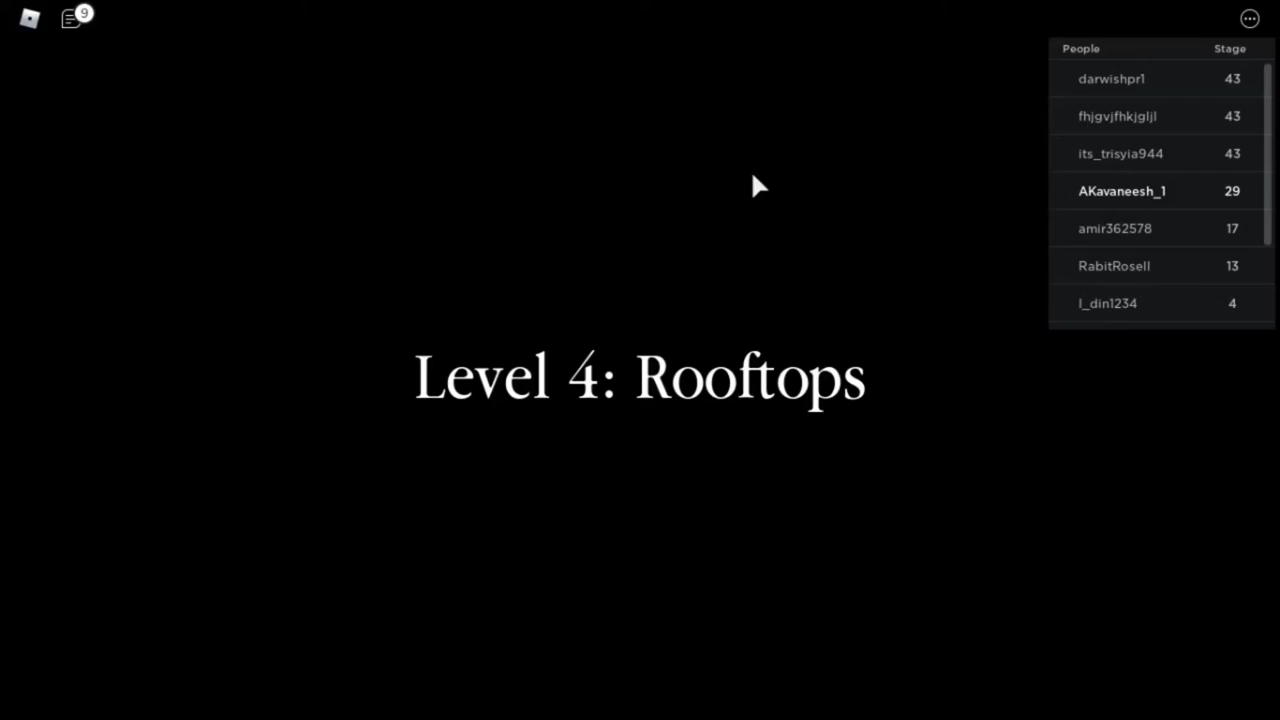 9
People Stage
darwishpr1 43
fhjgvjfhkjgljl 43
its_trisyia944 43
AKavaneesh_1 29
amir362578 17
RabitRosell 13
l_din1234 4
Level 4: Rooftops